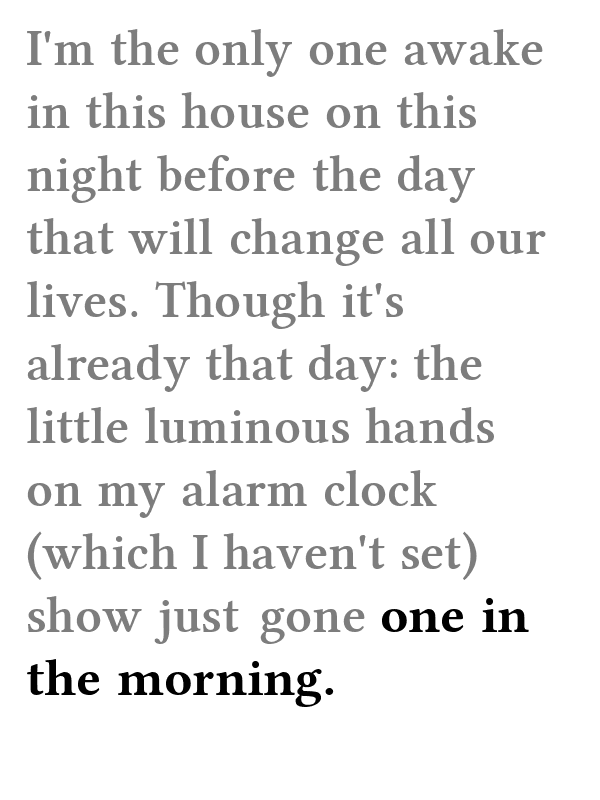 I'm the only one awake
in this house on this
night before the day
that will change all our
lives. Though it's
already that day: the
little luminous hands
on my alarm clock
(which I haven't set)
show just gone one in
the morning.